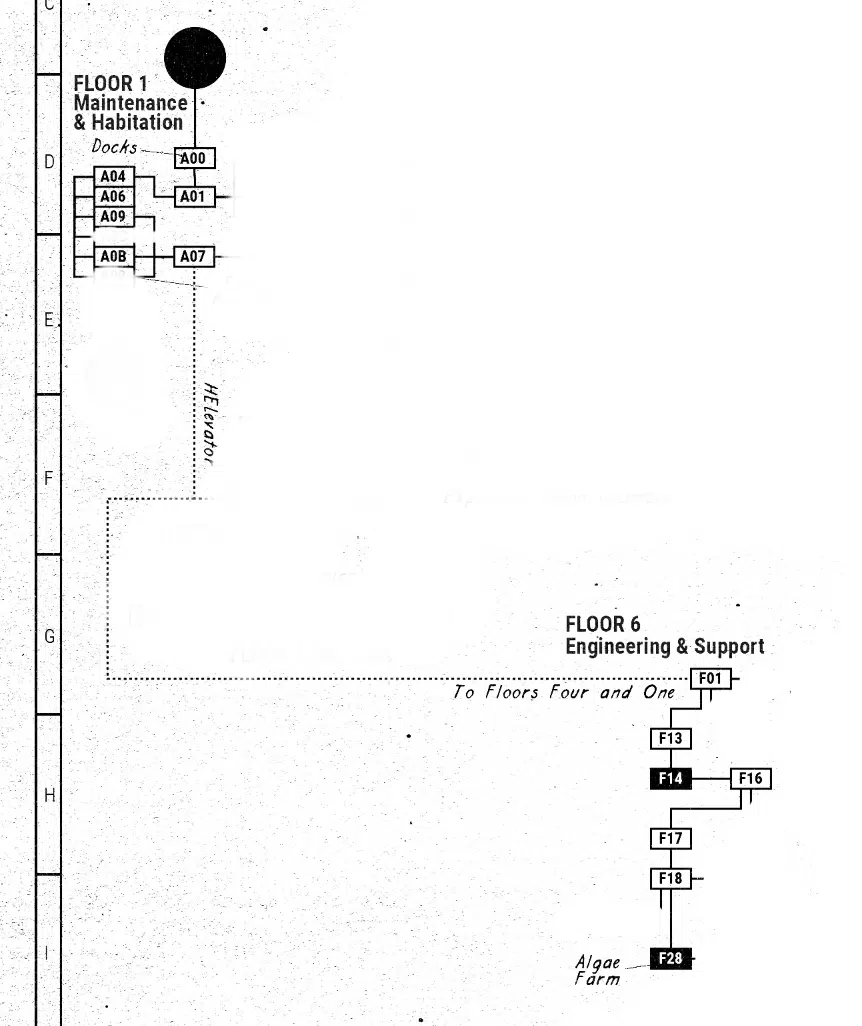 C
FLOOR 1
Maintenance
& Habitation
Docks
A00
D
A04
A06
A01
A09
A0B
A07
E
HElevator
F
G
FLOOR 6
Engineering & Support
F01
To Floors Four and One
F13
F14
F16
H
F17
F18
I
Algae
Farm
F28